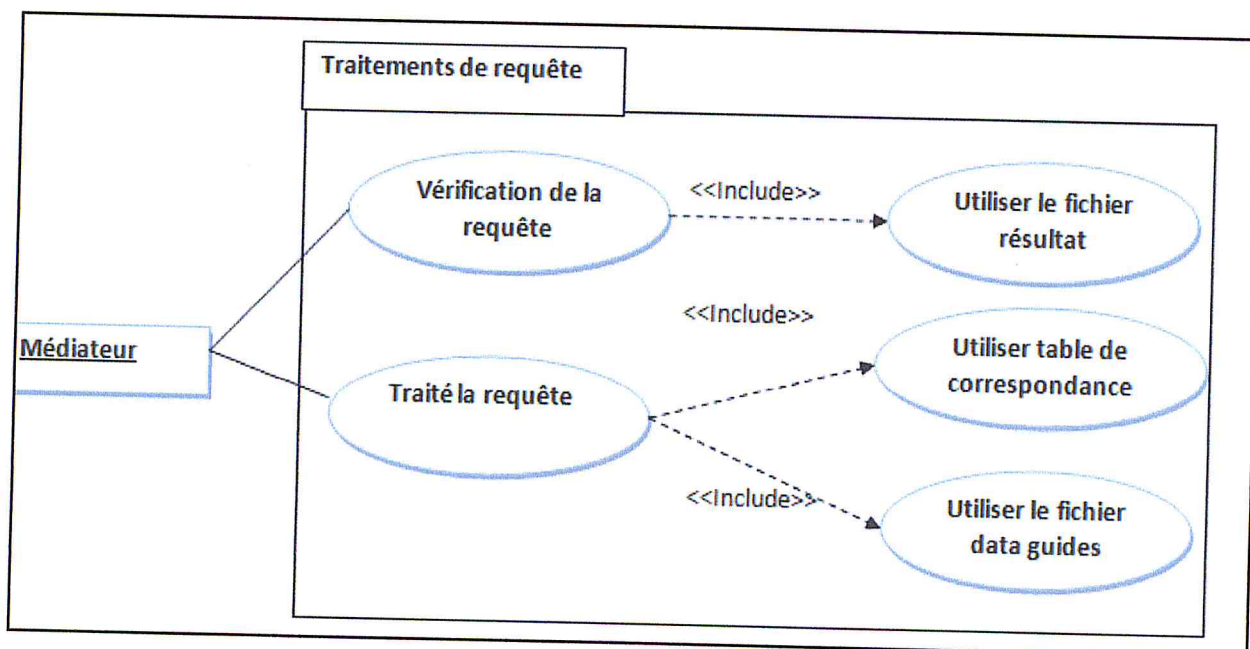 Traitements de requête
Vérification de la
requête
<<Include>>
Utiliser le fichier
résultat
<<Include>>
Médiateur
Utiliser table de
correspondance
Traité la requête
<<Include>>
Utiliser le fichier
data guides